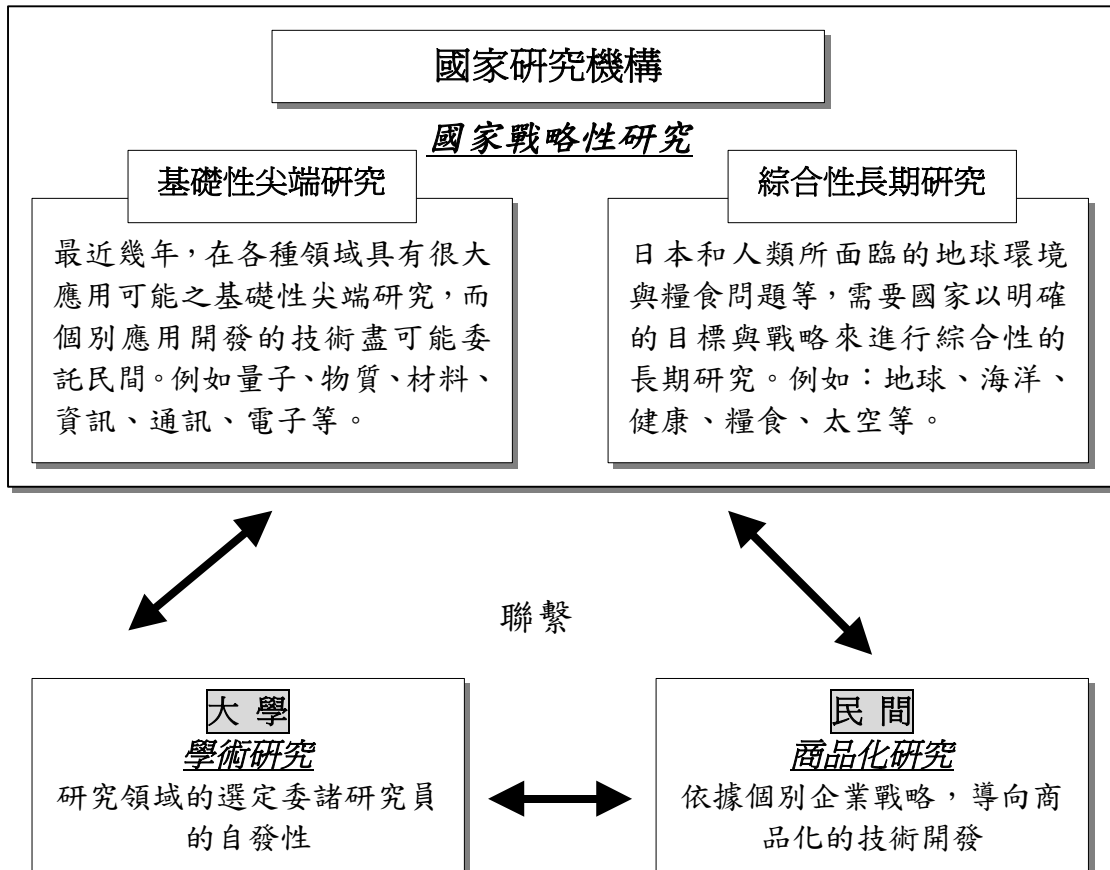 國家研究機構
國家戰略性研究
基礎性尖端研究
最近幾年，在各種領域具有很大
應用可能之基礎性尖端研究，而
個別應用開發的技術盡可能委
託民間。例如量子、物質、材料、
資訊、通訊、電子等。
綜合性長期研究
日本和人類所面臨的地球環境
與糧食問題等，需要國家以明確
的目標與戰略來進行綜合性的
長期研究。例如：地球、海洋、
健康、糧食、太空等。
聯繫
大學
學術研究
研究領域的選定委諸研究員
的自發性
民間
商品化研究
依據個別企業戰略，導向商
品化的技術開發